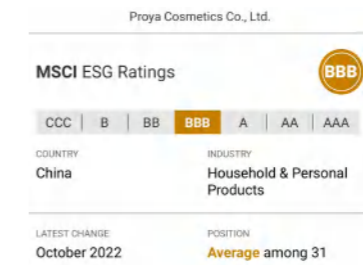 Proya Cosmetics Co., Ltd.
MSCI ESG Ratings
BBB
CCC | B | BB BBB A | AA | AAA
COUNTRY
China
INDUSTRY
Household & Personal
Products
LATEST CHANGE
October 2022
POSITION
Average among 31